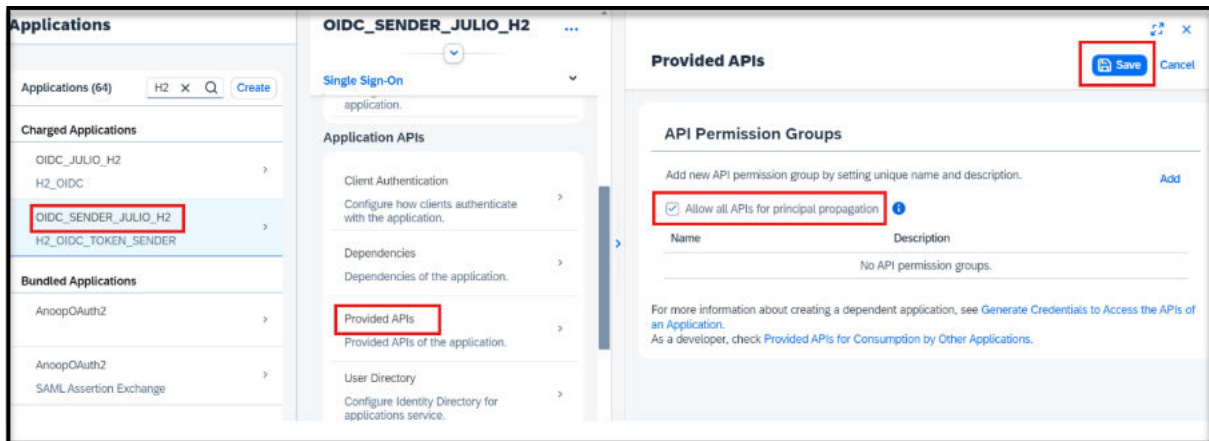 Applications
Applications (64)
H2
Create
Charged Applications
OIDC_JULIO_H2
H2_OIDC
OIDC_SENDER_JULIO_H2
H2_OIDC_TOKEN_SENDER
Bundled Applications
AnoopOAuth2
AnoopOAuth2
SAML Assertion Exchange
OIDC_SENDER_JULIO_H2
Single Sign-On
application.
Application APIs
Client Authentication
Configure how clients authenticate
with the application.
Dependencies
Dependencies of the application.
Provided APIs
Provided APIs of the application.
User Directory
Configure Identity Directory for
applications service.
Provided APIs
Save
Cancel
API Permission Groups
Add new API permission group by setting unique name and description.
Add
Allow all APIs for principal propagation
Name Description
No API permission groups.
For more information about creating a dependent application, see Generate Credentials to Access the APIs of
an Application.
As a developer, check Provided APIs for Consumption by Other Applications.